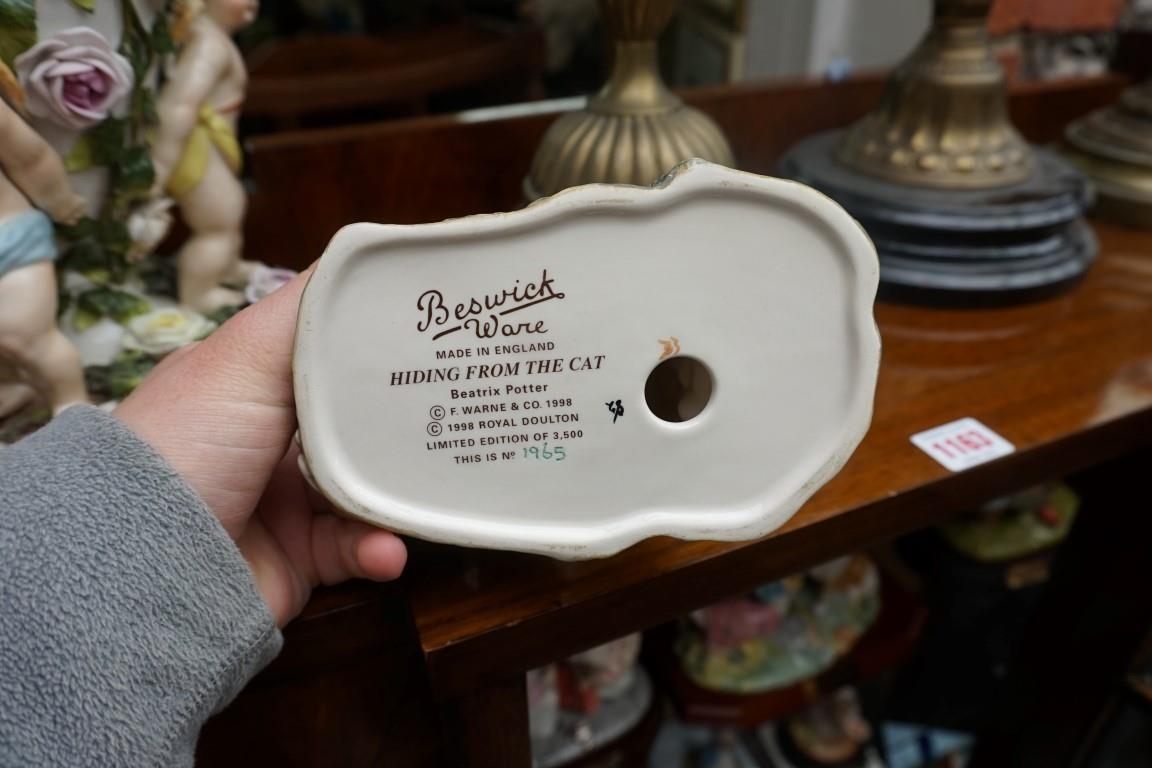 Beswick
Ware
MADE IN ENGLAND
HIDING FROM THE CAT
Beatrix Potter
© F. WARNE & CO. 1998
© 1998 ROYAL DOULTON
LIMITED EDITION OF 3,500
THIS IS Nº 1965
1163